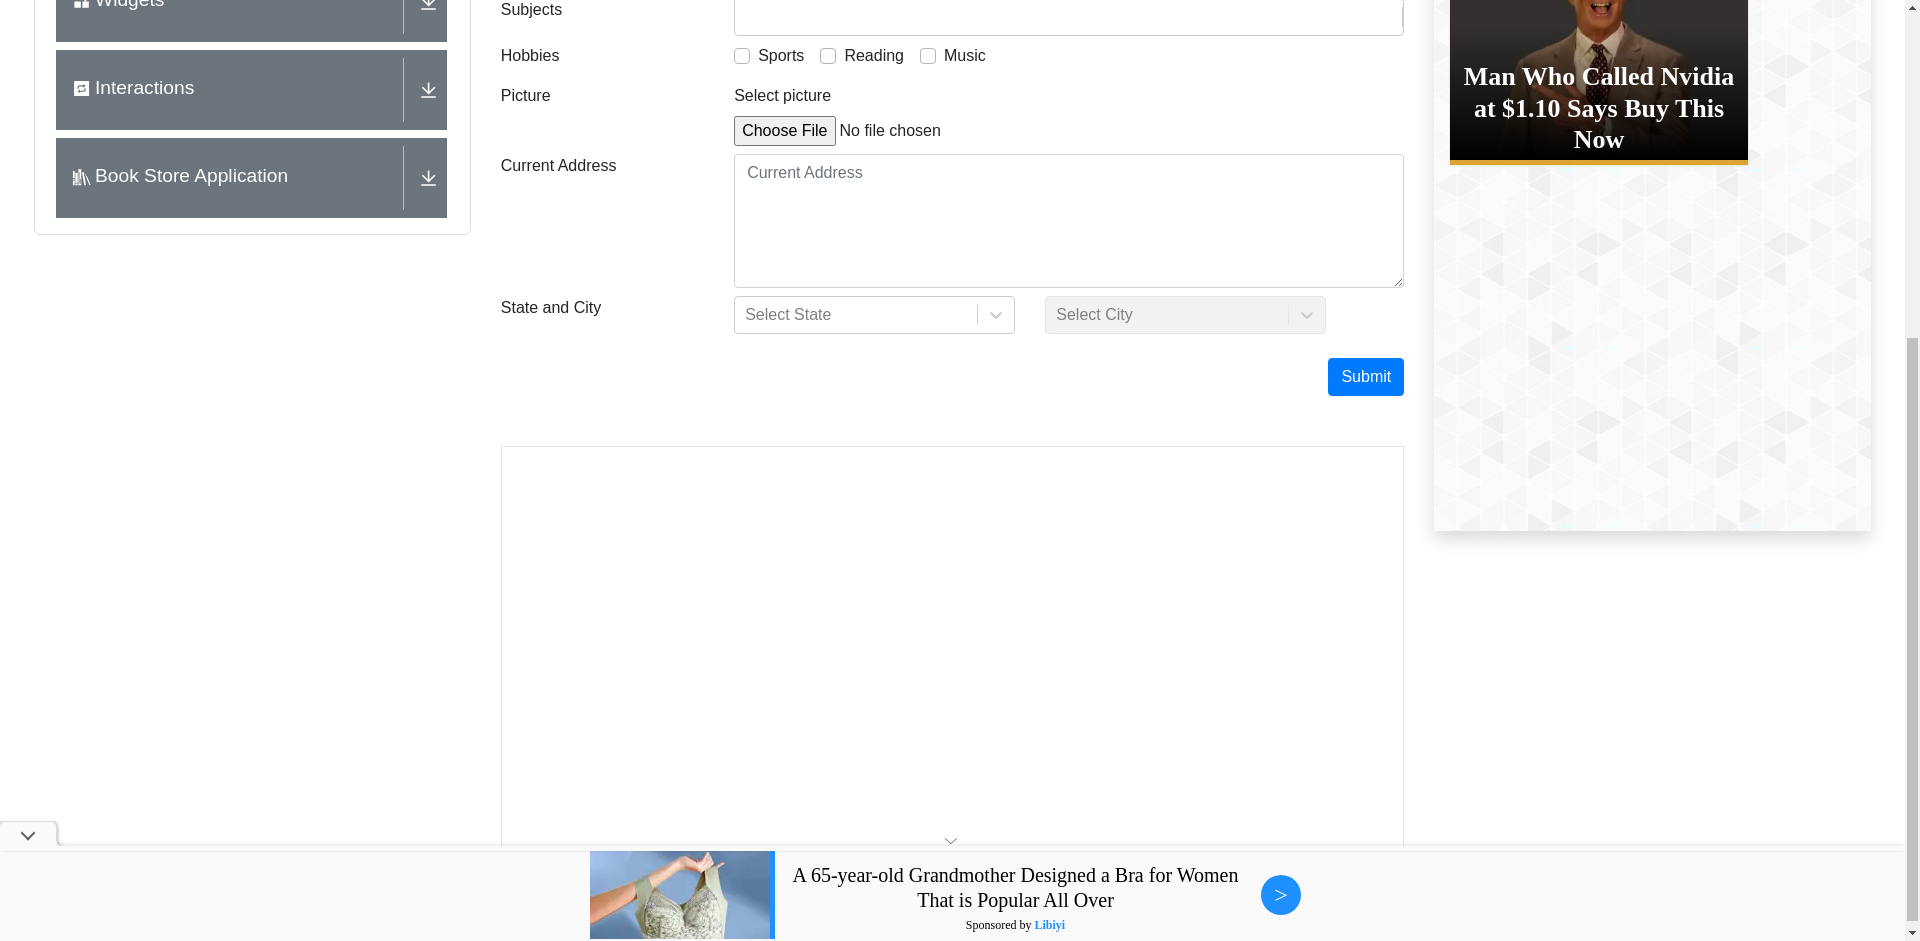 Widgets
Interactions
Book Store Application
Subjects
Hobbies
Sports
Reading
Music
Picture
Select picture
Choose File No file chosen
Current Address
Current Address
State and City
Select State
Select City
Submit
Man Who Called Nvidia
at $1.10 Says Buy This
Now
A 65-year-old Grandmother Designed a Bra for Women
That is Popular All Over
Sponsored by Libiyi
>